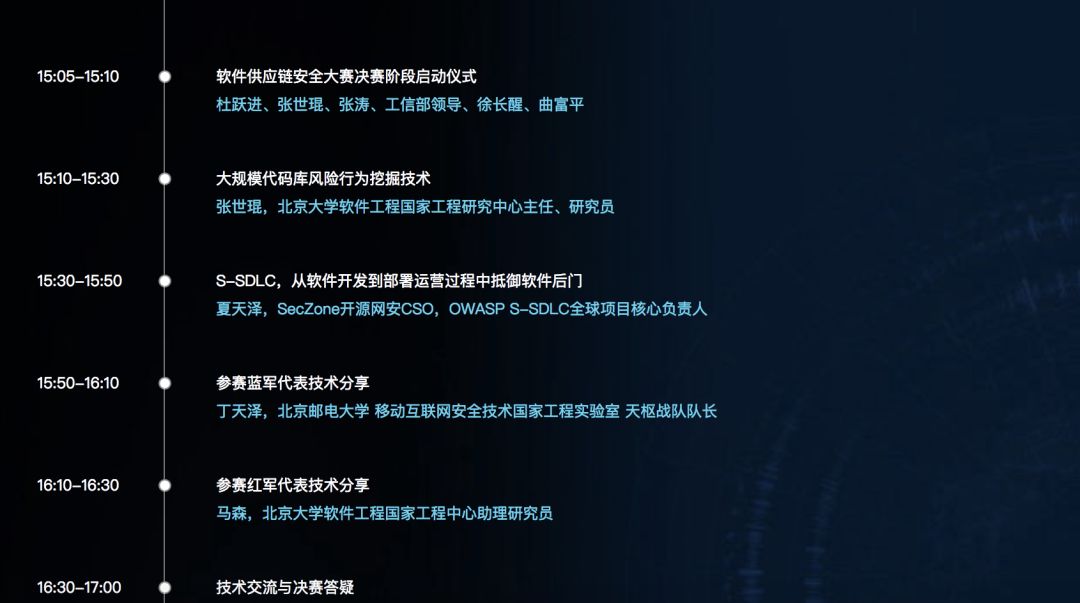 15:05-15:10 软件供应链安全大赛决赛阶段启动仪式
杜跃进、张世琨、张涛、工信部领导、徐长醒、曲富平
15:10-15:30 大规模代码库风险行为挖掘技术
张世琨，北京大学软件工程国家工程研究中心主任、研究员
15:30-15:50 S-SDLC，从软件开发到部署运营过程中抵御软件后门
夏天泽，SecZone开源网安CSO，OWASP S-SDLC全球项目核心负责人
15:50-16:10 参赛蓝军代表技术分享
丁天泽，北京邮电大学 移动互联网安全技术国家工程实验室 天枢战队队长
16:10-16:30 参赛红军代表技术分享
马森，北京大学软件工程国家工程中心助理研究员
16:30-17:00 技术交流与决赛答疑